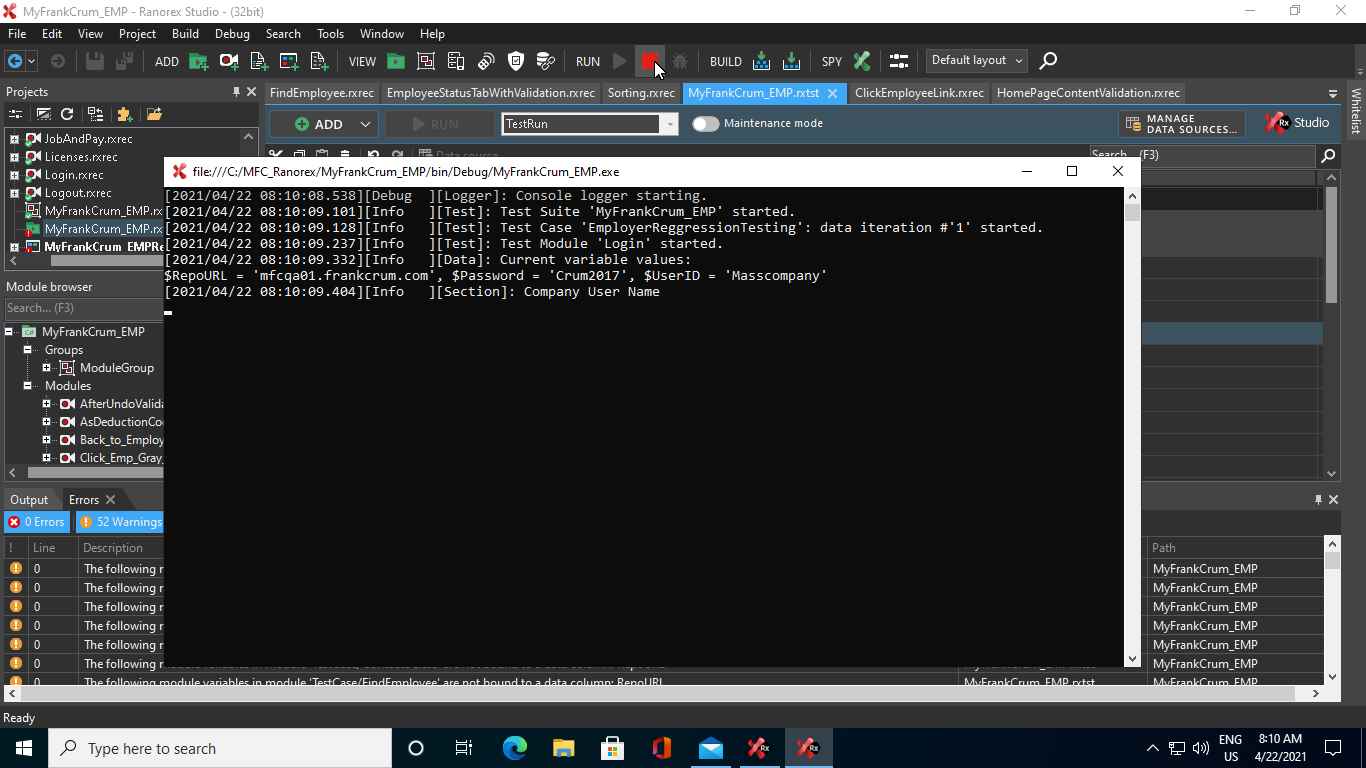 MyFrankCrum_EMP - Ranorex Studio - (32bit)
File Edit View Project Build Debug Search Tools Window Help
ADD VIEW RUN BUILD SPY Default layout
Projects
FindEmployee.rxrec EmployeeStatusTabWithValidation.rxrec Sorting.rxrec MyFrankCrum_EMP.rxtst ClickEmployeeLink.rxrec HomePageContentValidation.rxrec
Whitelist
ADD RUN TestRun Maintenance mode MANAGE DATA SOURCES... Rx Studio
JobAndPay.rxrec
Licenses.rxrec
Login.rxrec
Logout.rxrec
MyFrankCrum_EMP.rx
MyFrankCrum_EMP.rx
MyFrankCrum_EMPRe
Data source
Search... (F3)
file:///C:/MFC_Ranorex/MyFrankCrum_EMP/bin/Debug/MyFrankCrum_EMP.exe
[2021/04/22 08:10:08.538][Debug  ][Logger]: Console logger starting.
[2021/04/22 08:10:09.101][Info   ][Test]: Test Suite 'MyFrankCrum_EMP' started.
[2021/04/22 08:10:09.128][Info   ][Test]: Test Case 'EmployerReggressionTesting': data iteration #'1' started.
[2021/04/22 08:10:09.237][Info   ][Test]: Test Module 'Login' started.
[2021/04/22 08:10:09.332][Info   ][Data]: Current variable values:
$RepoURL = 'mfcqa01.frankcrum.com', $Password = 'Crum2017', $UserID = 'Masscompany'
[2021/04/22 08:10:09.404][Info   ][Section]: Company User Name
Module browser
Search... (F3)
MyFrankCrum_EMP
Groups
ModuleGroup
Modules
AfterUndoValida
AsDeductionCo
Back_to_Employ
Click_Emp_Gray
Output Errors
0 Errors 52 Warnings
! Line Description Path
0 The following r MyFrankCrum_EMP
0 The following r MyFrankCrum_EMP
0 The following r MyFrankCrum_EMP
0 The following r MyFrankCrum_EMP
0 The following r MyFrankCrum_EMP
0 The following MyFrankCrum_EMP
0 The following module variables in module 'TestCase/FindEmployee' are not bound to a data column: RepoURL MyFrankCrum_EMP.rxtst MyFrankCrum_EMP
Ready
Type here to search
ENG
US
8:10 AM
4/22/2021